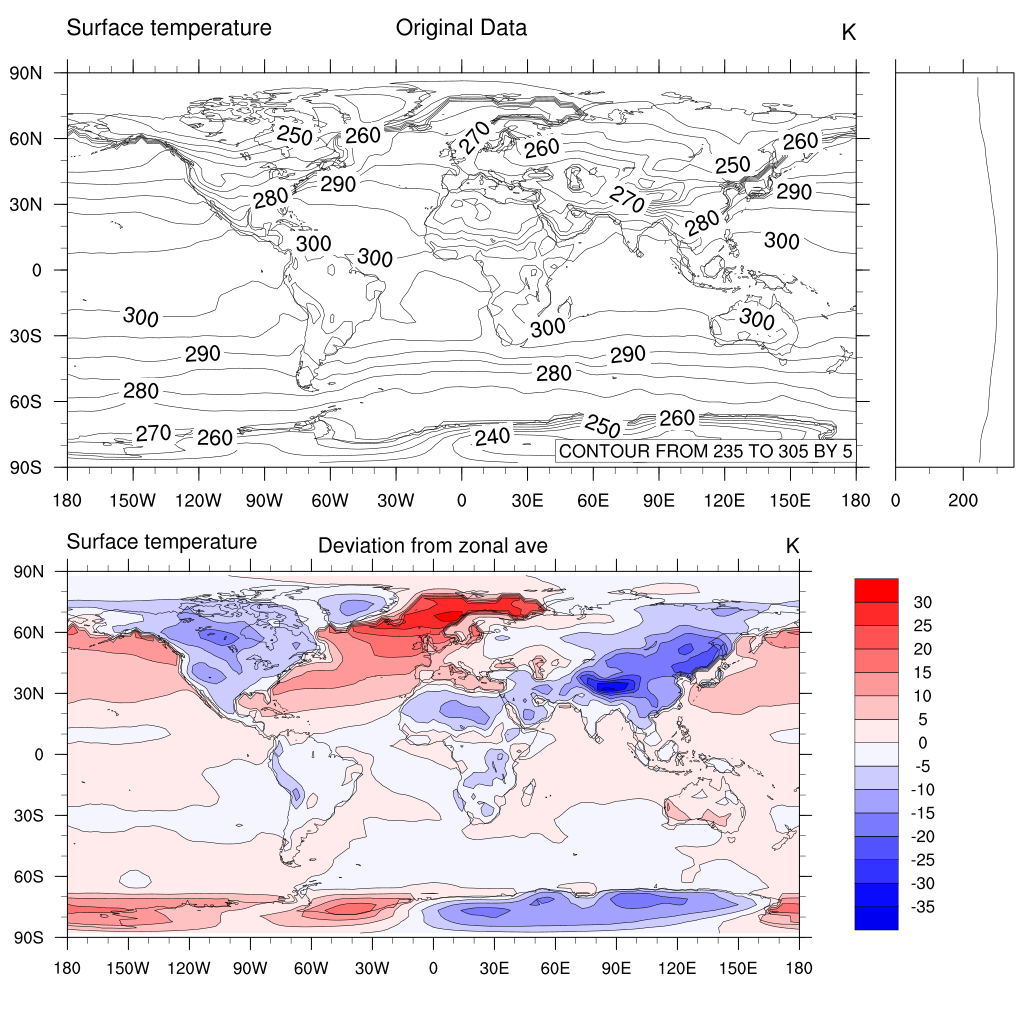 Surface temperature Original Data K
90N
60N
30N
0
30S
60S
90S
250 260 270 260 250 260
280 290 270 280 290
300 300 300
300 300 300
290 290
280 280
270 260 240 250 260
CONTOUR FROM 235 TO 305 BY 5
180 150W 120W 90W 60W 30W 0 30E 60E 90E 120E 150E 180
0 200
Surface temperature Deviation from zonal ave K
90N
60N
30N
0
30S
60S
90S
180 150W 120W 90W 60W 30W 0 30E 60E 90E 120E 150E 180
30
25
20
15
10
5
0
-5
-10
-15
-20
-25
-30
-35